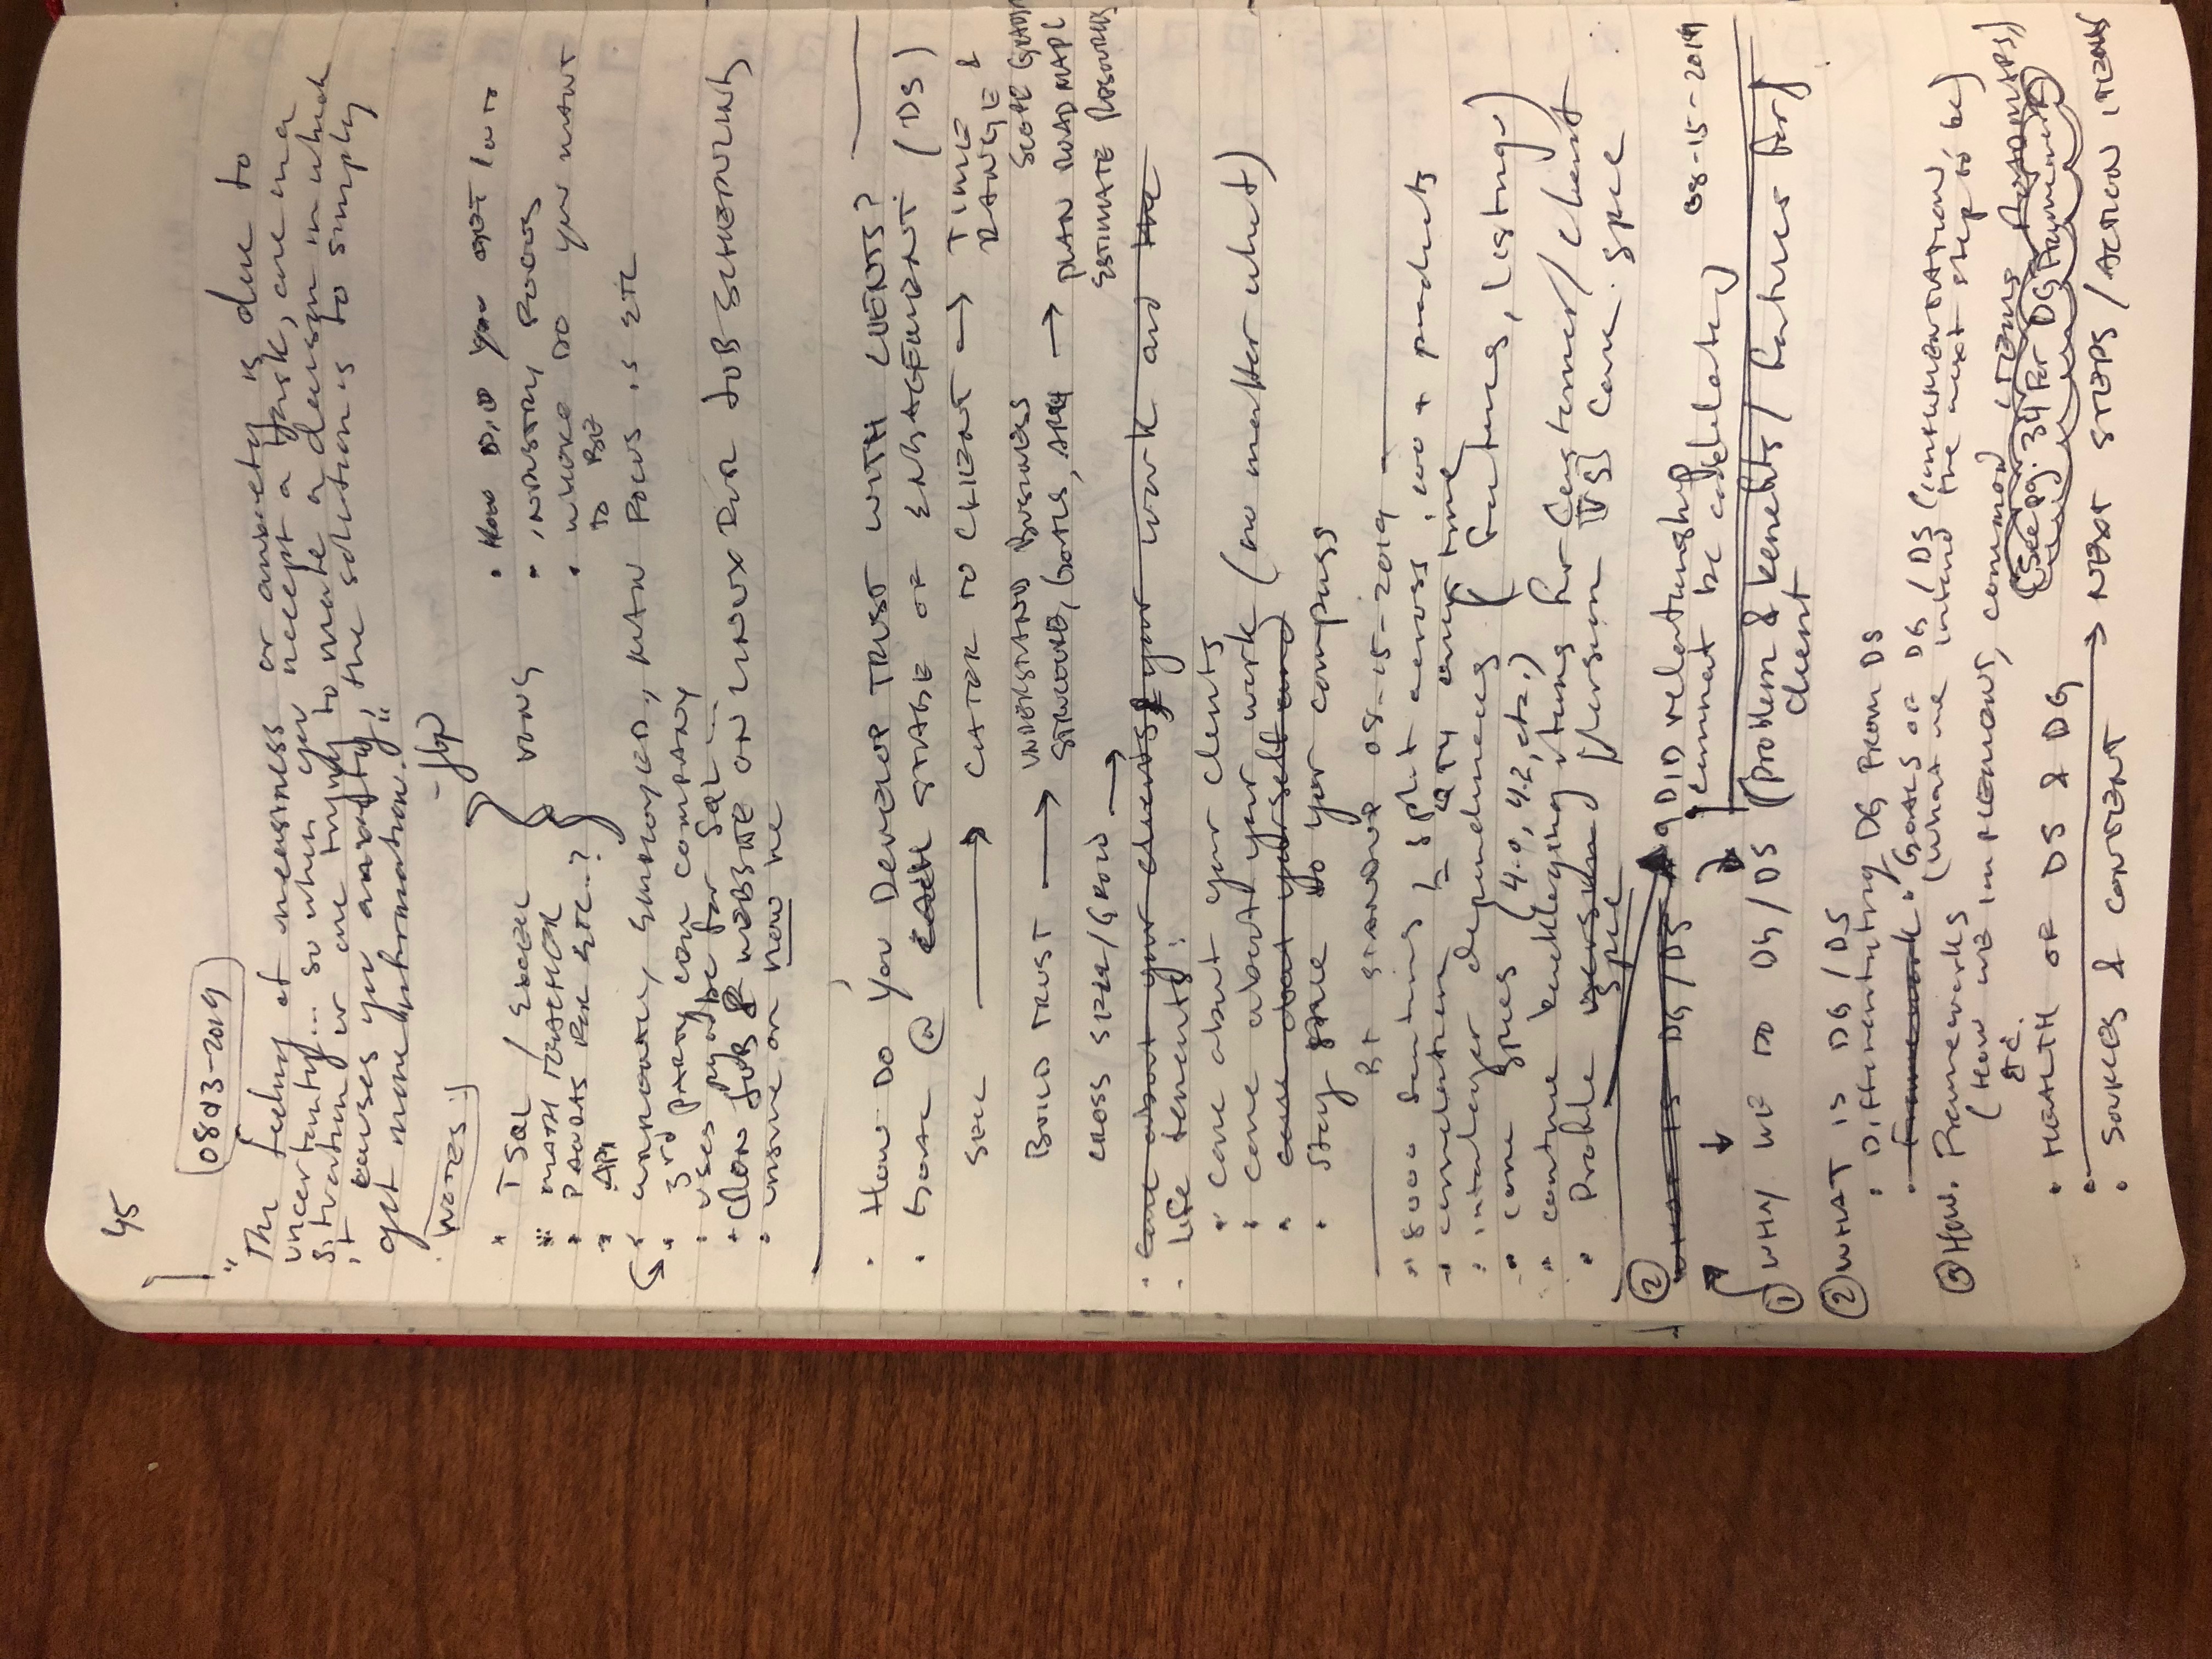 45
08-13-2019
"The feeling of uneasiness or anxiety is due to
uncertainty... so when you accept a task, are in a
situation or are trying to make a decision in which
it causes you anxiety, the solution is to simply
get more information."
NOTES:
• TSQL / EXCEL
• MATH TEACHER
• PANDAS FOR ETC..?
• API
• HOW DID YOU GET INTO
• INDUSTRY FOCUS
• WHERE DO YOU WANT
TO BE
• CURRENTLY EMPLOYED, MAIN FOCUS IS ETL
• 3rd PARTY COMPANY
• uses pyodbc for SQL...
• CRON JOB & WEBSITE ON LINUX FOR JOB SCHEDULING
• on how he
• HOW DO YOU DEVELOP TRUST WITH CLIENTS?
• GOAL @ EACH STAGE OF ENGAGEMENT (DS)
SELL → CATER TO CLIENT → TIME &
RANGE
SCOPE
BUILD TRUST → UNDERSTAND BUSINESS
STRUCTURE, GOALS, → PLAN ROADMAP &
ESTIMATE RESOURCES
CROSS SELL/GROW →
• care about your clients & your work and the
• Life tenents:
• care about your clients
• care about your work (no matter what)
• care about yourself and
• stay true to your compass
BT STANDUP 08-15-2019
• 8000 features, split across 100+ products
• correlation = QTY over time
• interlayer dependencies (features, listings)
• core specs (4.0, 4.2, etc.)
• continue backlogging items for Customer/client
• Profile version [Version VS] Core spec
spec
② WHAT IS DG/DS
DID relationship
cannot be
08-15-2019
① WHY WE DO DG/DS (problem & benefits / features for)
client
② WHAT IS DG / DS
• Differentiating DG FROM DS
• Framework • GOALS OF DG / DS (IMPLEMENTATION,
(what we intend the next step to be)
③ HOW. Frameworks
(HOW WE IMPLEMENT, COMMON ITEMS, ROADMAPS)
ETC.
(See pg. 34 For DG Framework)
• HEALTH OF DS & DG
• → NEXT STEPS / ACTION ITEMS
• SOURCES & CONTENT